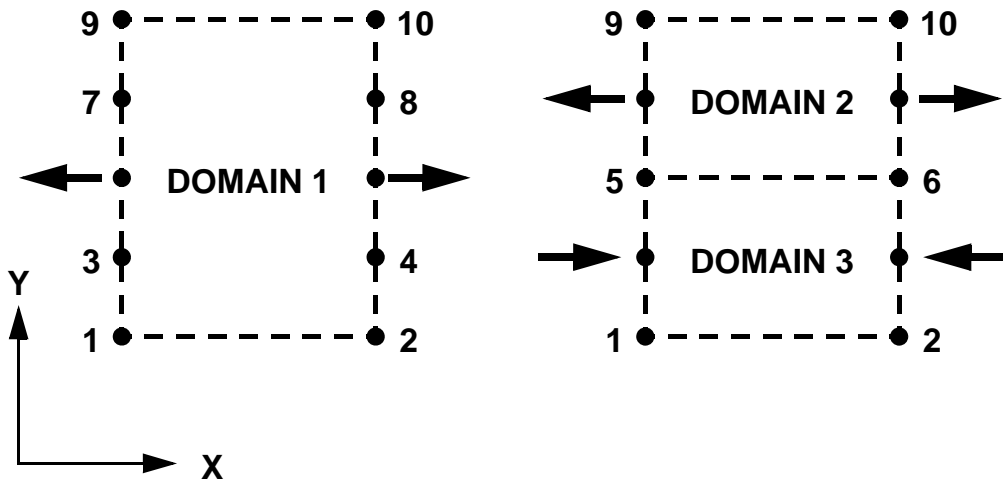 9 10 9 10
7 8 DOMAIN 2
DOMAIN 1 5 6
3 4 DOMAIN 3
Y
1 2 1 2
X